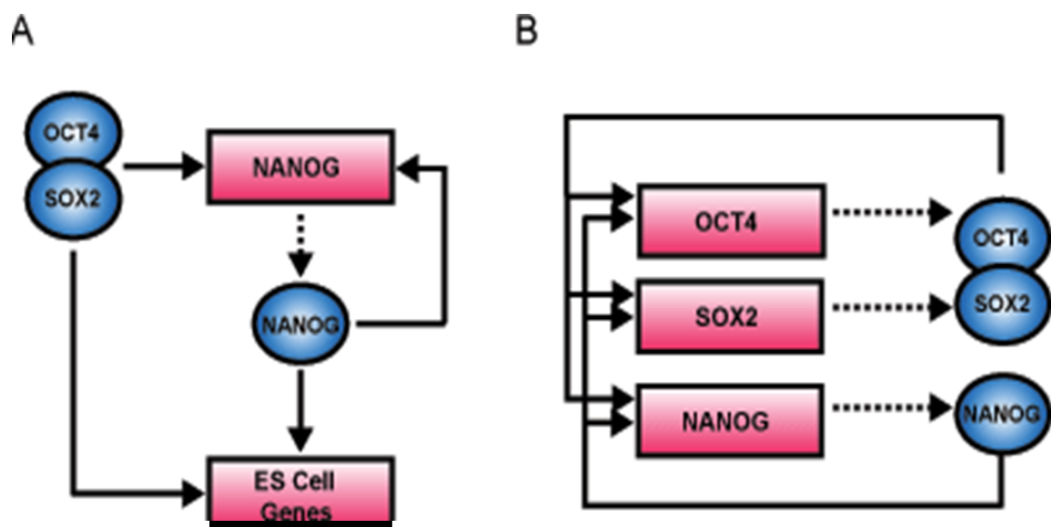 A
B
OCT4
SOX2
NANOG
NANOG
ES Cell
Genes
OCT4
SOX2
NANOG
OCT4
SOX2
NANOG